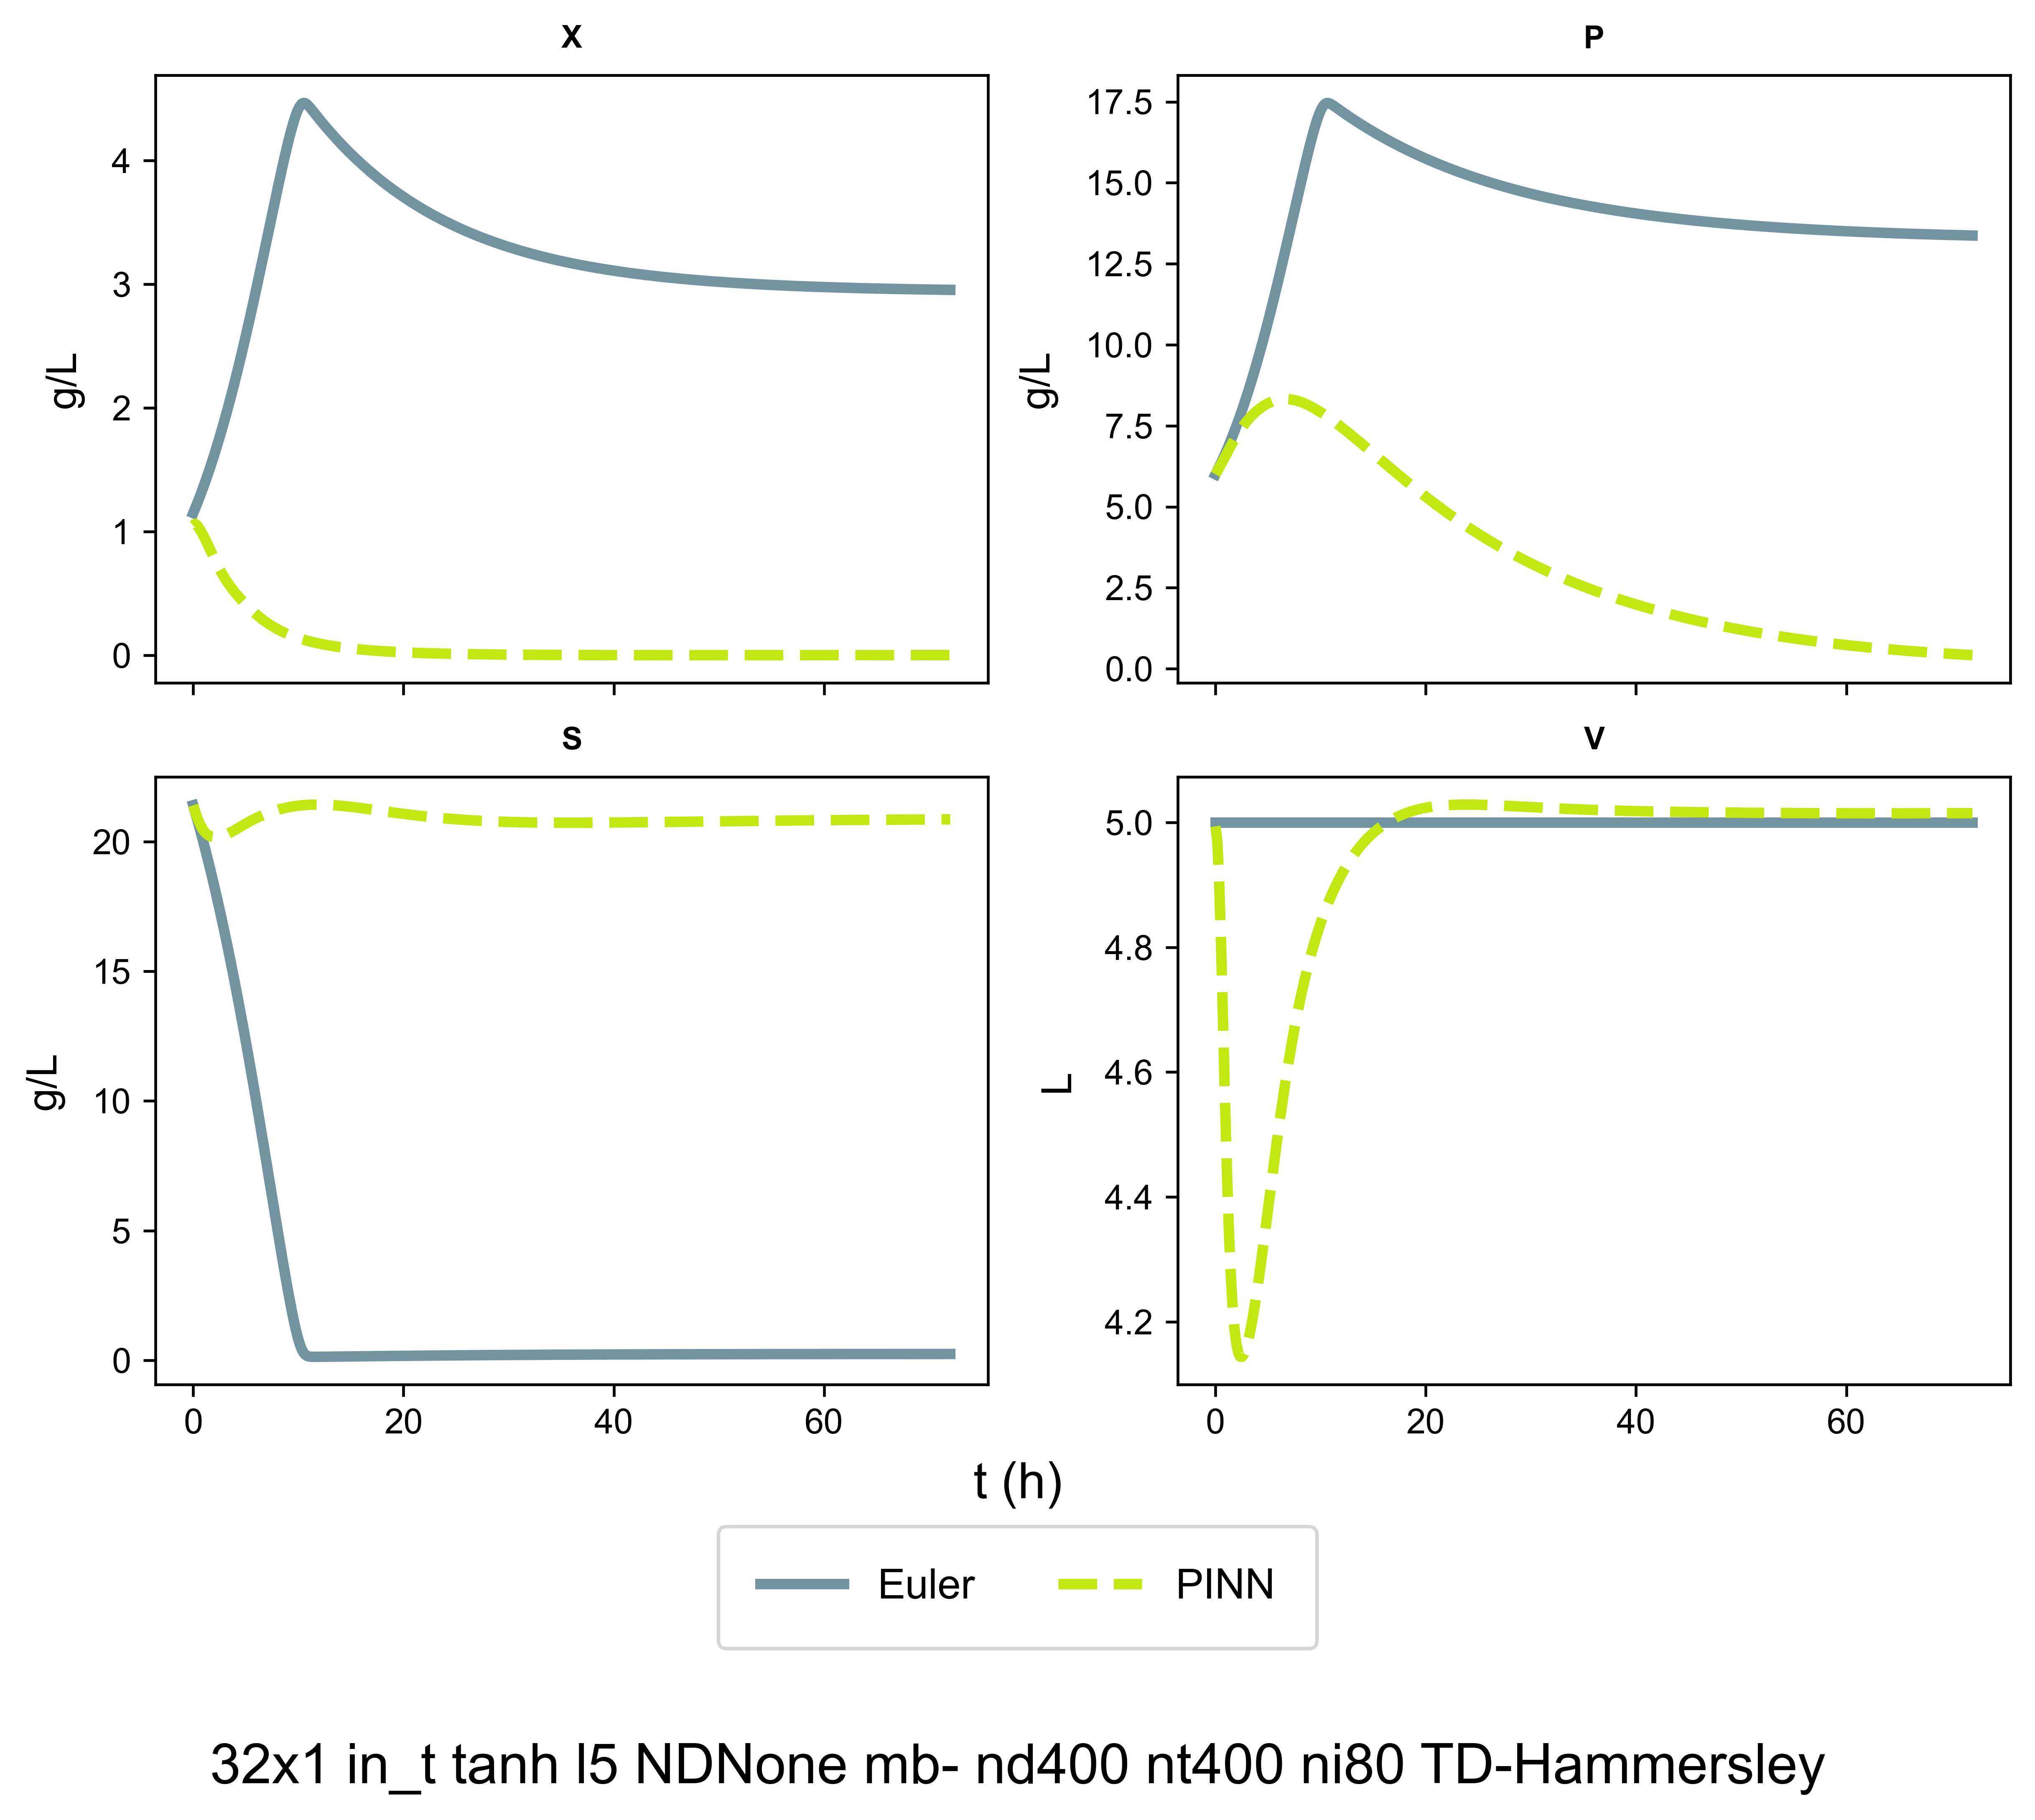 X
P
4
3
2
1
0
g/L
17.5
15.0
12.5
10.0
7.5
5.0
2.5
0.0
g/L
S
V
20
15
10
5
0
g/L
5.0
4.8
4.6
4.4
4.2
L
0 20 40 60
0 20 40 60
t (h)
Euler PINN
32x1 in_t tanh l5 NDNone mb- nd400 nt400 ni80 TD-Hammersley